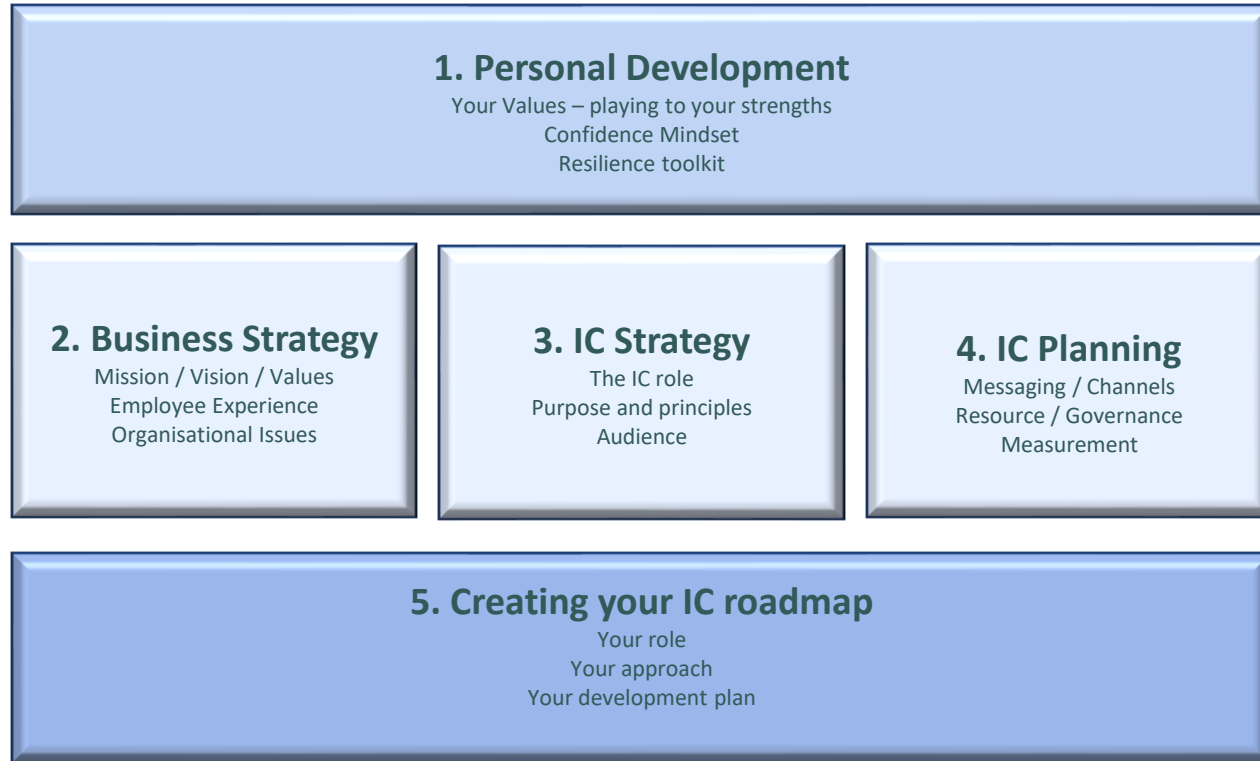 1. Personal Development
Your Values – playing to your strengths
Confidence Mindset
Resilience toolkit
2. Business Strategy
Mission / Vision / Values
Employee Experience
Organisational Issues
3. IC Strategy
The IC role
Purpose and principles
Audience
4. IC Planning
Messaging / Channels
Resource / Governance
Measurement
5. Creating your IC roadmap
Your role
Your approach
Your development plan